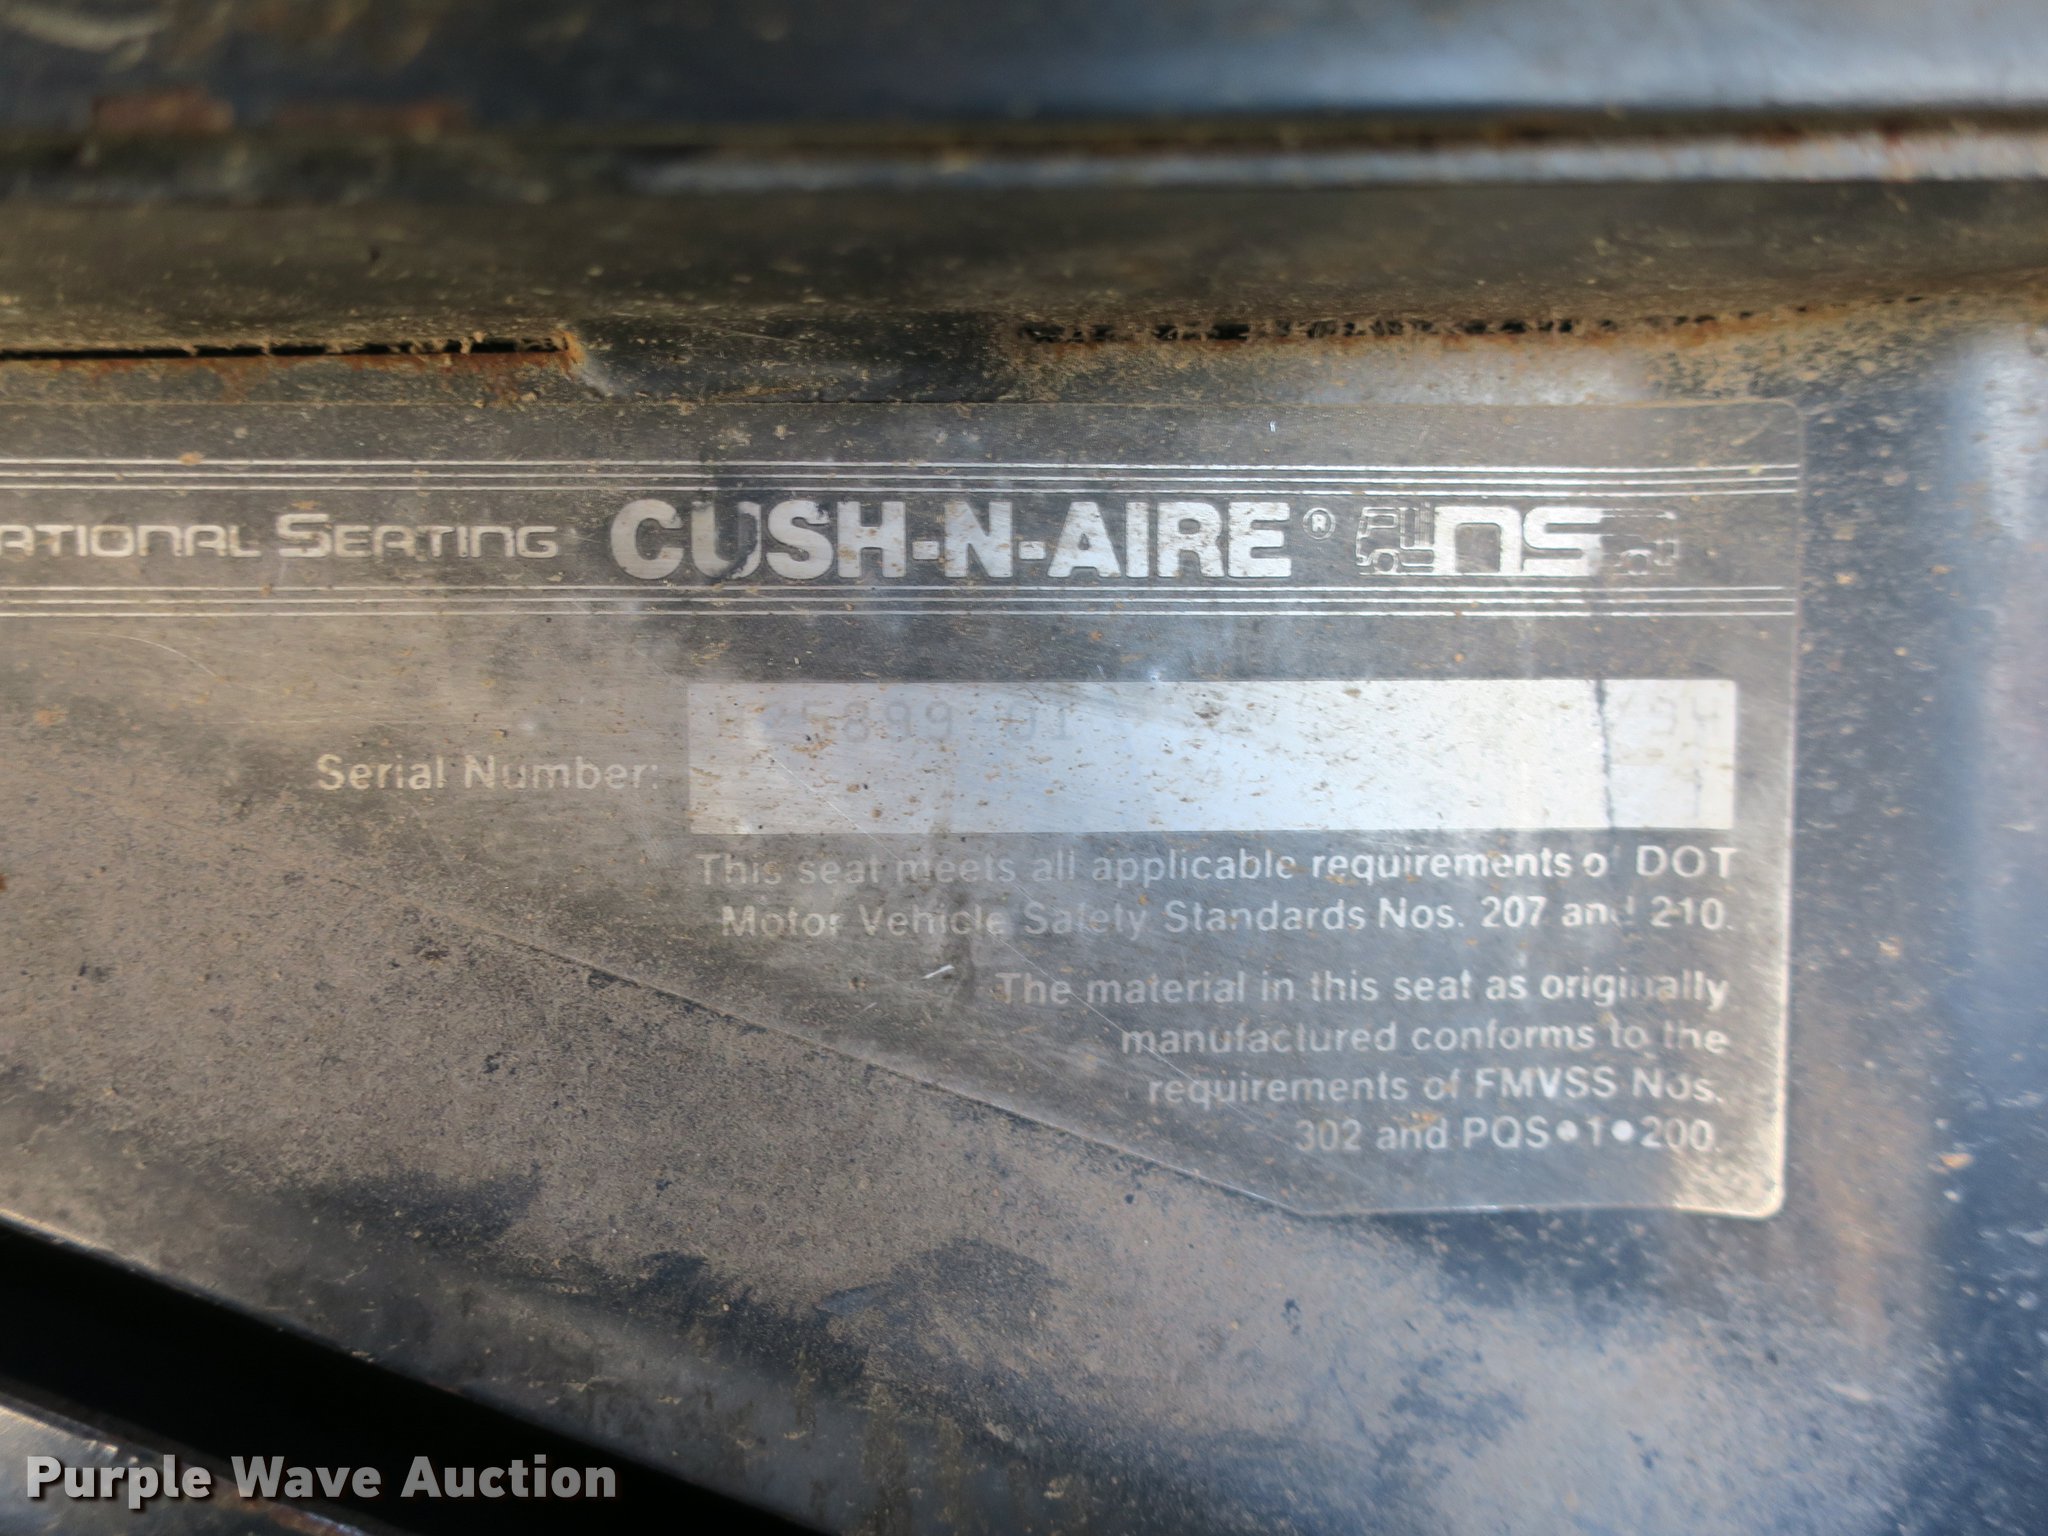 ATIONAL SEATING CUSH-N-AIRE® NS
Serial Number:
This seat meets all applicable requirements of DOT
Motor Vehicle Safety Standards Nos. 207 and 210.
The material in this seat as originally
manufactured conforms to the
requirements of FMVSS Nos.
302 and PQS•1•200.
Purple Wave Auction